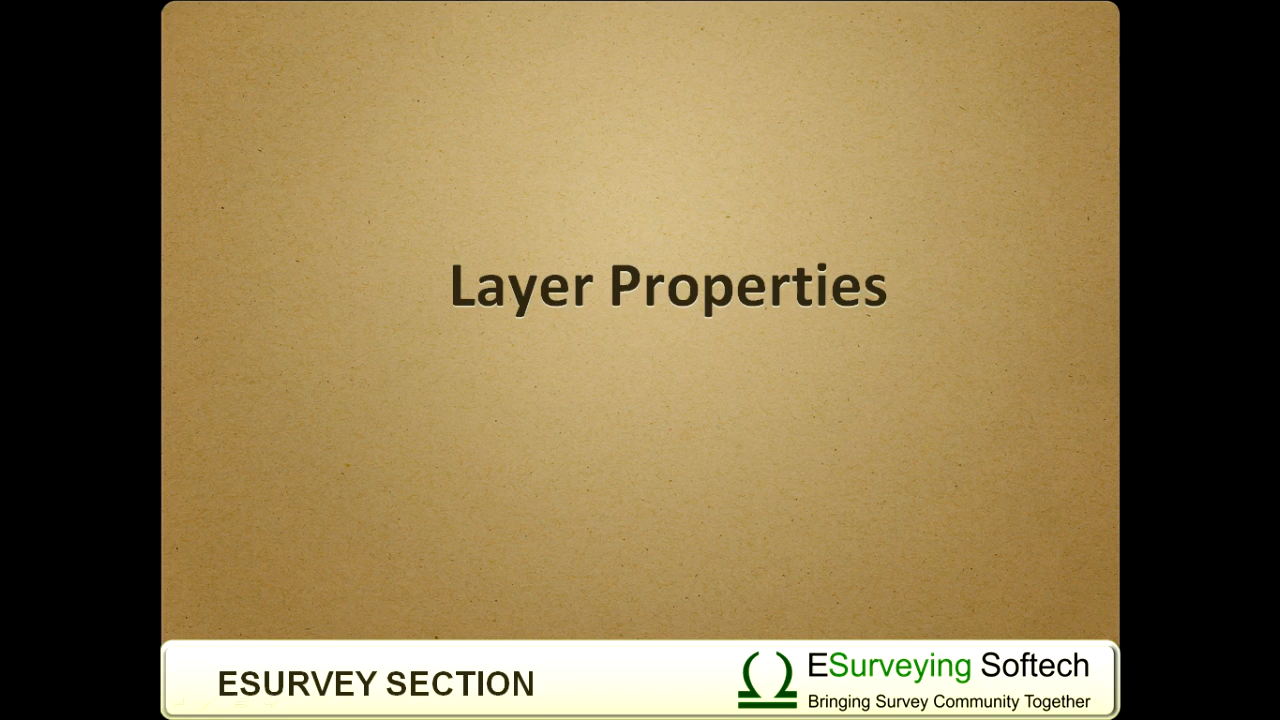 Layer Properties
ESURVEY SECTION
ESurveying Softech
Bringing Survey Community Together